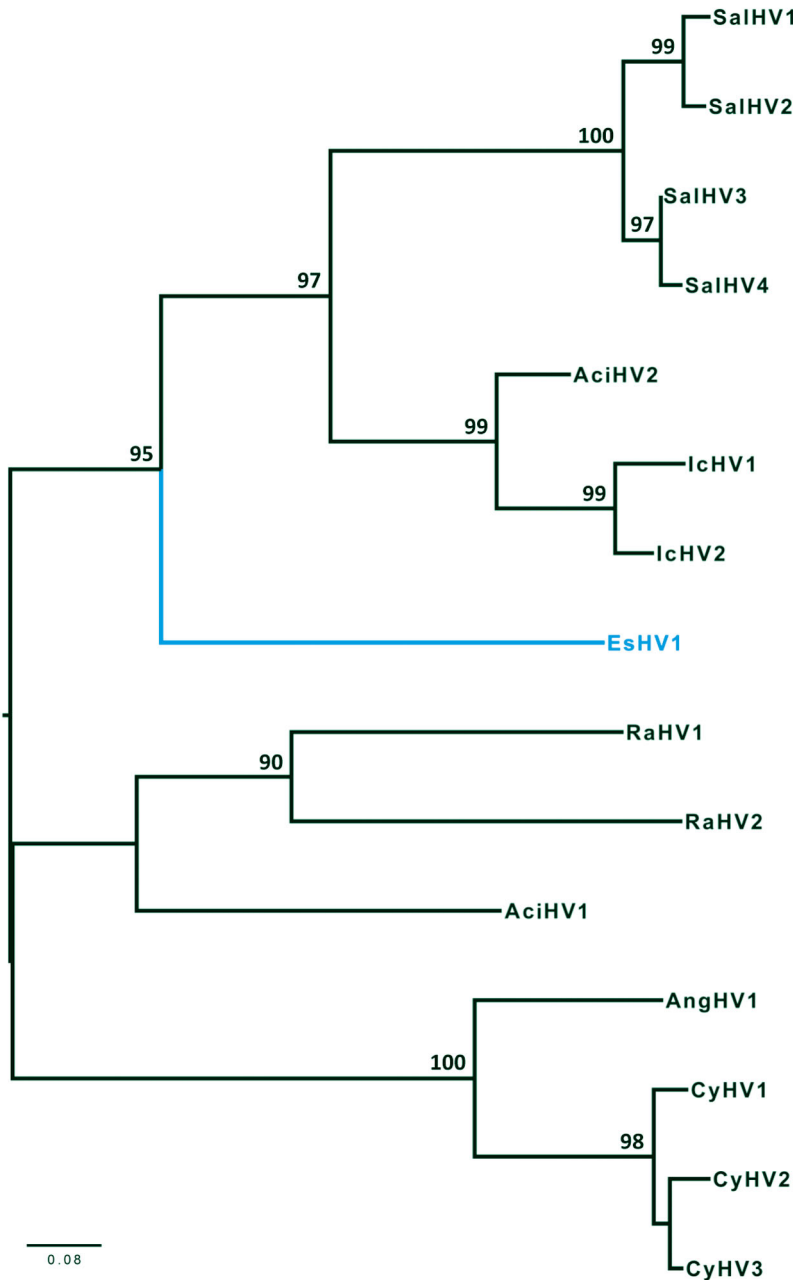 SalHV1
99
SalHV2
100
SalHV3
97
SalHV4
97
AciHV2
99
IcHV1
95
99
IcHV2
EsHV1
RaHV1
90
RaHV2
AciHV1
AngHV1
100
CyHV1
98
CyHV2
0.08
CyHV3